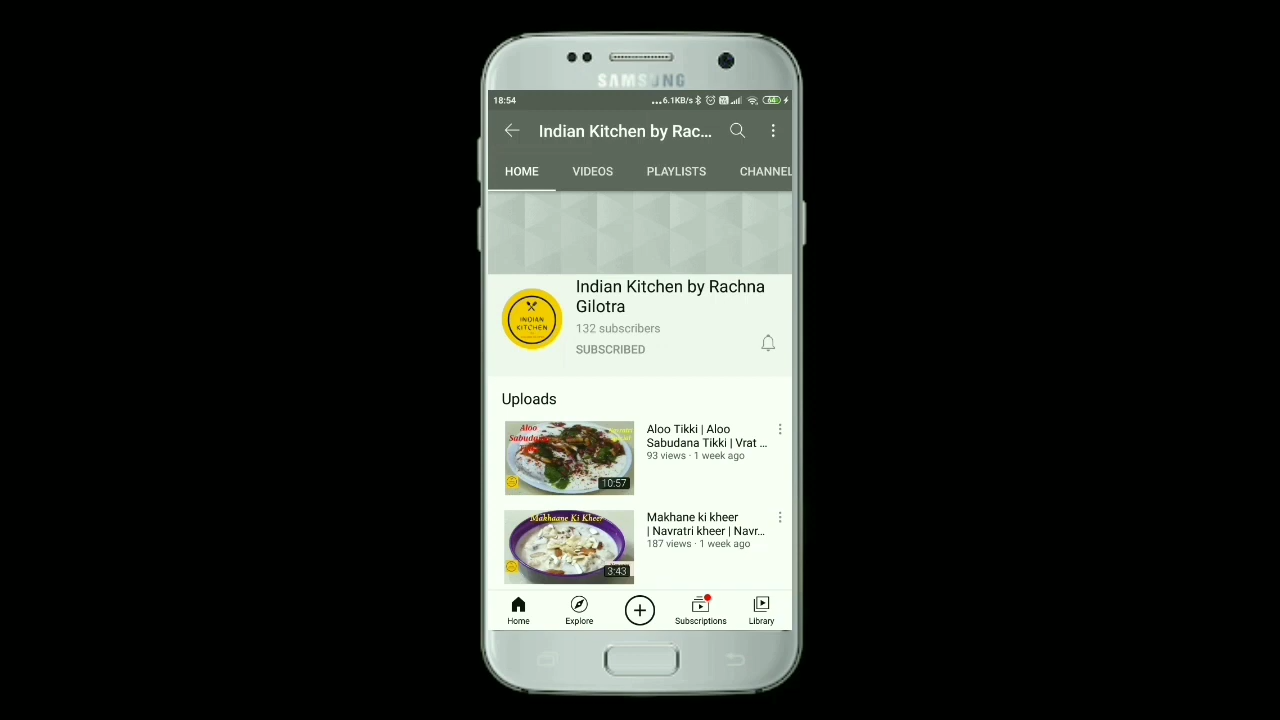 SAMSUNG
18:54
...6.1KB/s
64
Indian Kitchen by Rac...
HOME
VIDEOS
PLAYLISTS
CHANNEL
Indian Kitchen by Rachna
Gilotra
INDIAN
KITCHEN
132 subscribers
SUBSCRIBED
Uploads
Aloo
10:57
Aloo Tikki | Aloo
Sabudana Tikki | Vrat ...
93 views · 1 week ago
Makhaane Ki Kheer
3:43
Makhane ki kheer
| Navratri kheer | Navr...
187 views · 1 week ago
Home
Explore
Subscriptions
Library